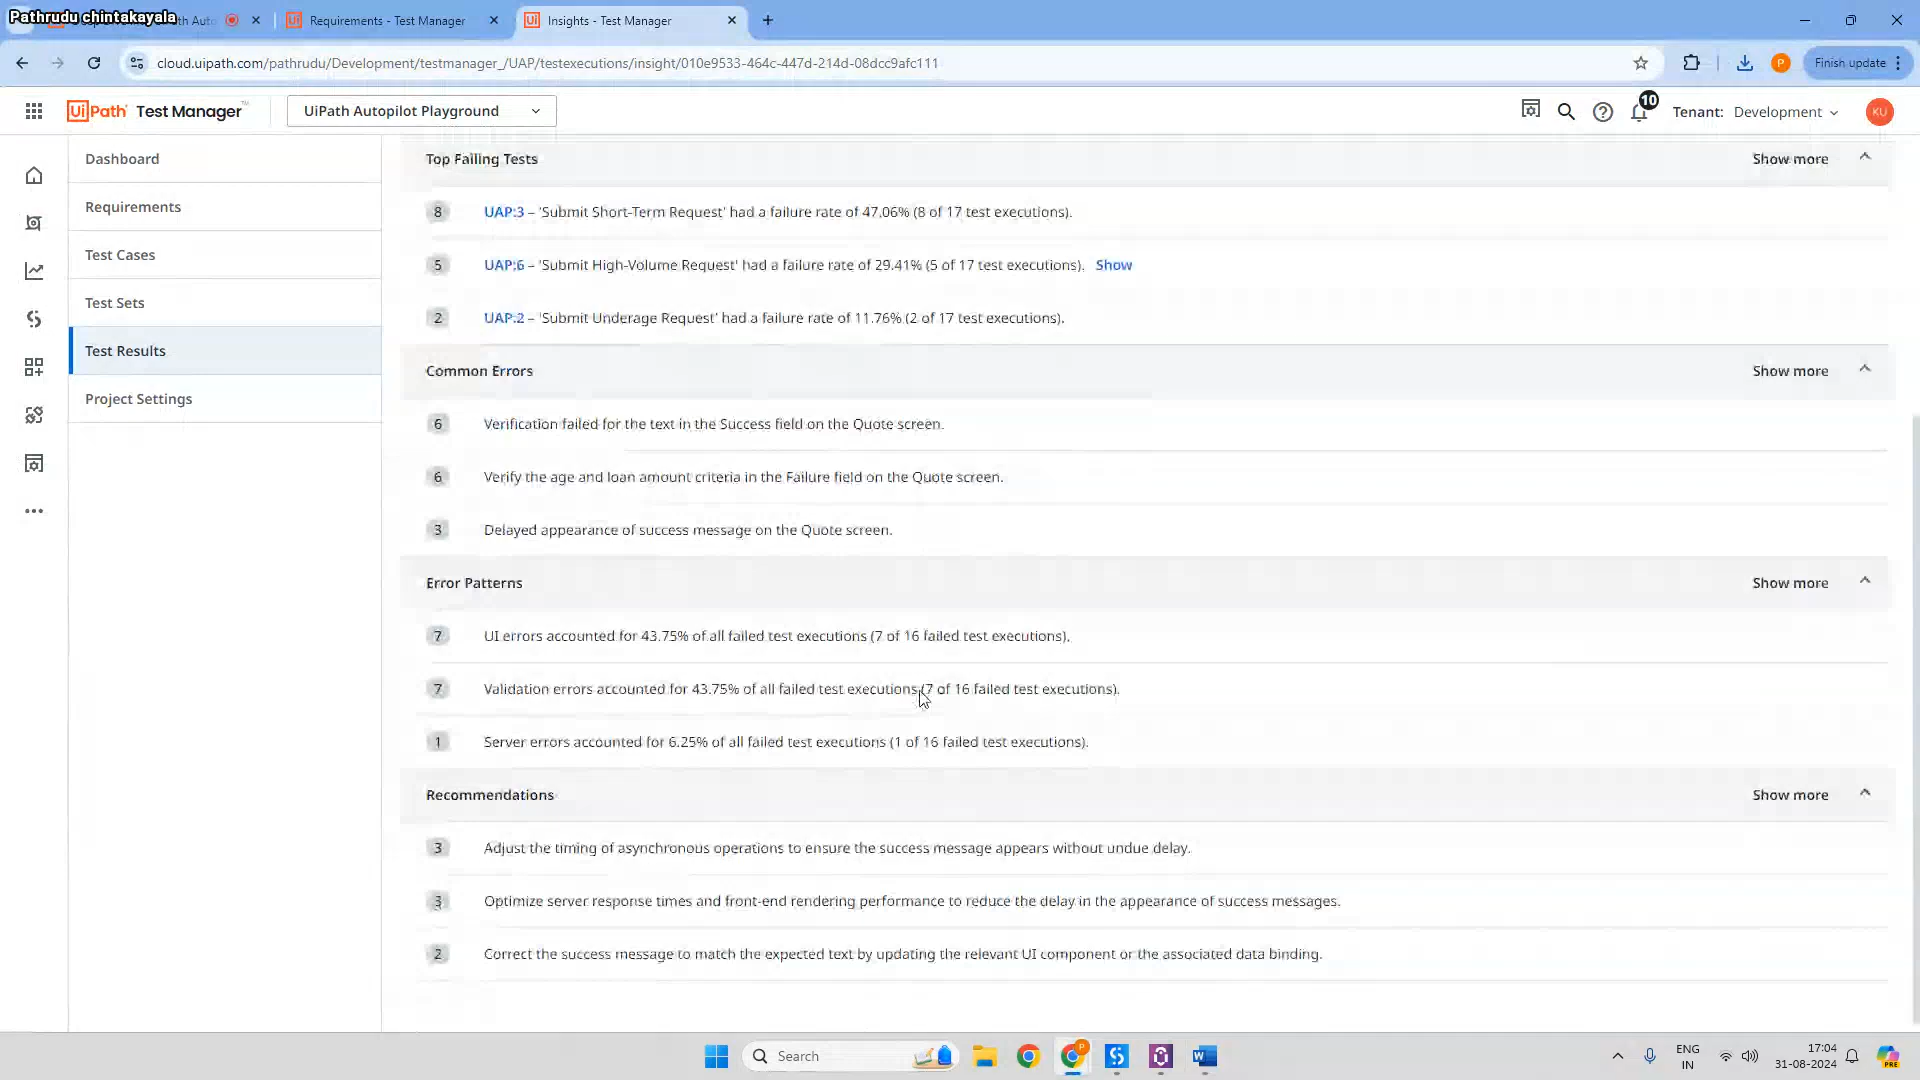 Pathrudu chintakayala
Requirements - Test Manager
Insights - Test Manager
cloud.uipath.com/pathrudu/Development/testmanager_/UAP/testexecutions/insight/010e9533-464c-447d-214d-08dcc9afc111
P
Finish update
UiPath Test Manager
UiPath Autopilot Playground
10
Tenant: Development
KU
Dashboard
Requirements
Test Cases
Test Sets
Test Results
Project Settings
Top Failing Tests
Show more
8 UAP:3 – 'Submit Short-Term Request' had a failure rate of 47.06% (8 of 17 test executions).
5 UAP:6 – 'Submit High-Volume Request' had a failure rate of 29.41% (5 of 17 test executions). Show
2 UAP:2 – 'Submit Underage Request' had a failure rate of 11.76% (2 of 17 test executions).
Common Errors
Show more
6 Verification failed for the text in the Success field on the Quote screen.
6 Verify the age and loan amount criteria in the Failure field on the Quote screen.
3 Delayed appearance of success message on the Quote screen.
Error Patterns
Show more
7 UI errors accounted for 43.75% of all failed test executions (7 of 16 failed test executions).
7 Validation errors accounted for 43.75% of all failed test executions (7 of 16 failed test executions).
1 Server errors accounted for 6.25% of all failed test executions (1 of 16 failed test executions).
Recommendations
Show more
3 Adjust the timing of asynchronous operations to ensure the success message appears without undue delay.
3 Optimize server response times and front-end rendering performance to reduce the delay in the appearance of success messages.
2 Correct the success message to match the expected text by updating the relevant UI component or the associated data binding.
Search
P
ENG
IN
17:04
31-08-2024
PRE